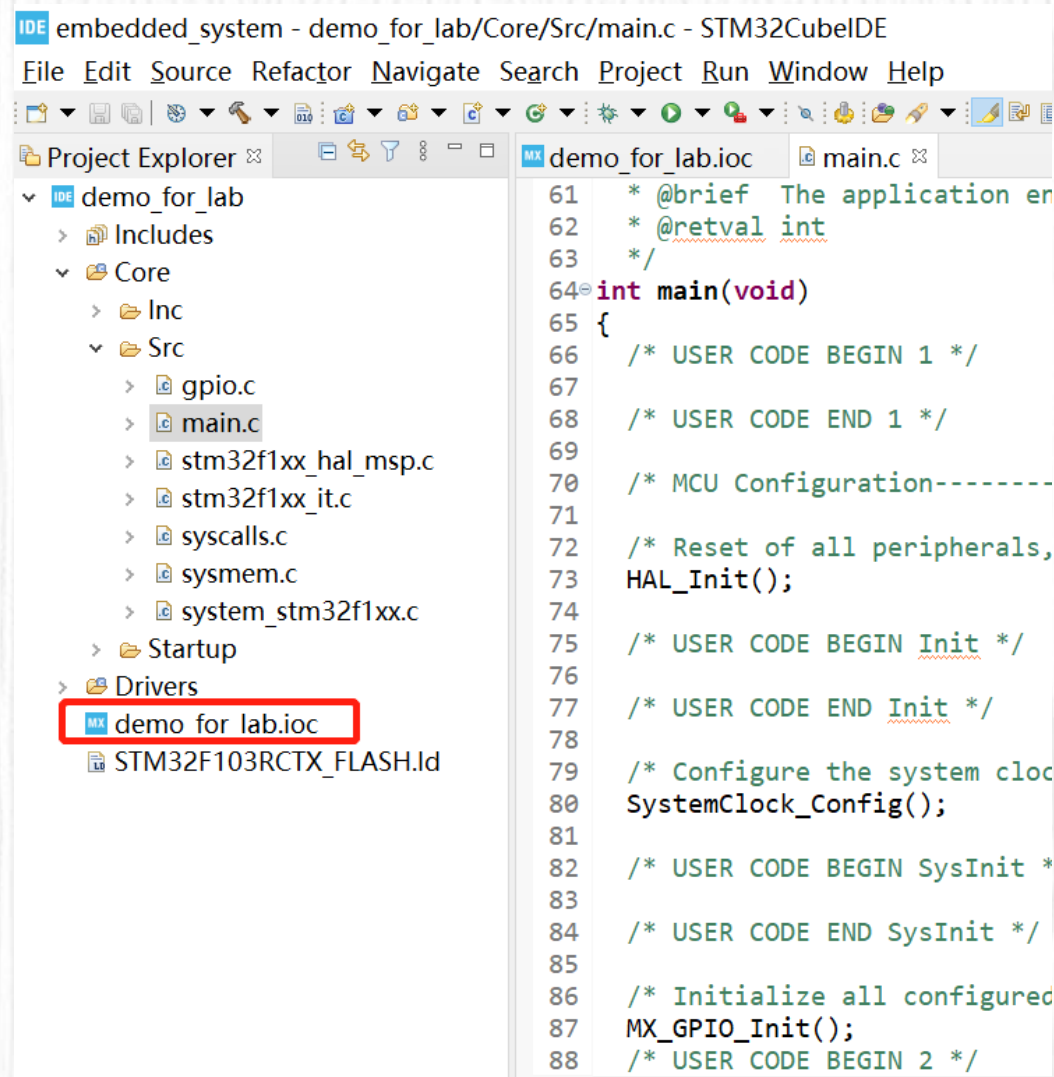 IDE embedded_system - demo_for_lab/Core/Src/main.c - STM32CubeIDE
File Edit Source Refactor Navigate Search Project Run Window Help
Project Explorer
IDE demo_for_lab
Includes
Core
Inc
Src
gpio.c
main.c
stm32f1xx_hal_msp.c
stm32f1xx_it.c
syscalls.c
sysmem.c
system_stm32f1xx.c
Startup
Drivers
MX demo_for_lab.ioc
STM32F103RCTX_FLASH.ld
MX demo_for_lab.ioc main.c
61 * @brief The application en
62 * @retval int
63 */
64 int main(void)
65 {
66 /* USER CODE BEGIN 1 */
67
68 /* USER CODE END 1 */
69
70 /* MCU Configuration--------
71
72 /* Reset of all peripherals,
73 HAL_Init();
74
75 /* USER CODE BEGIN Init */
76
77 /* USER CODE END Init */
78
79 /* Configure the system cloc
80 SystemClock_Config();
81
82 /* USER CODE BEGIN SysInit *
83
84 /* USER CODE END SysInit */
85
86 /* Initialize all configured
87 MX_GPIO_Init();
88 /* USER CODE BEGIN 2 */